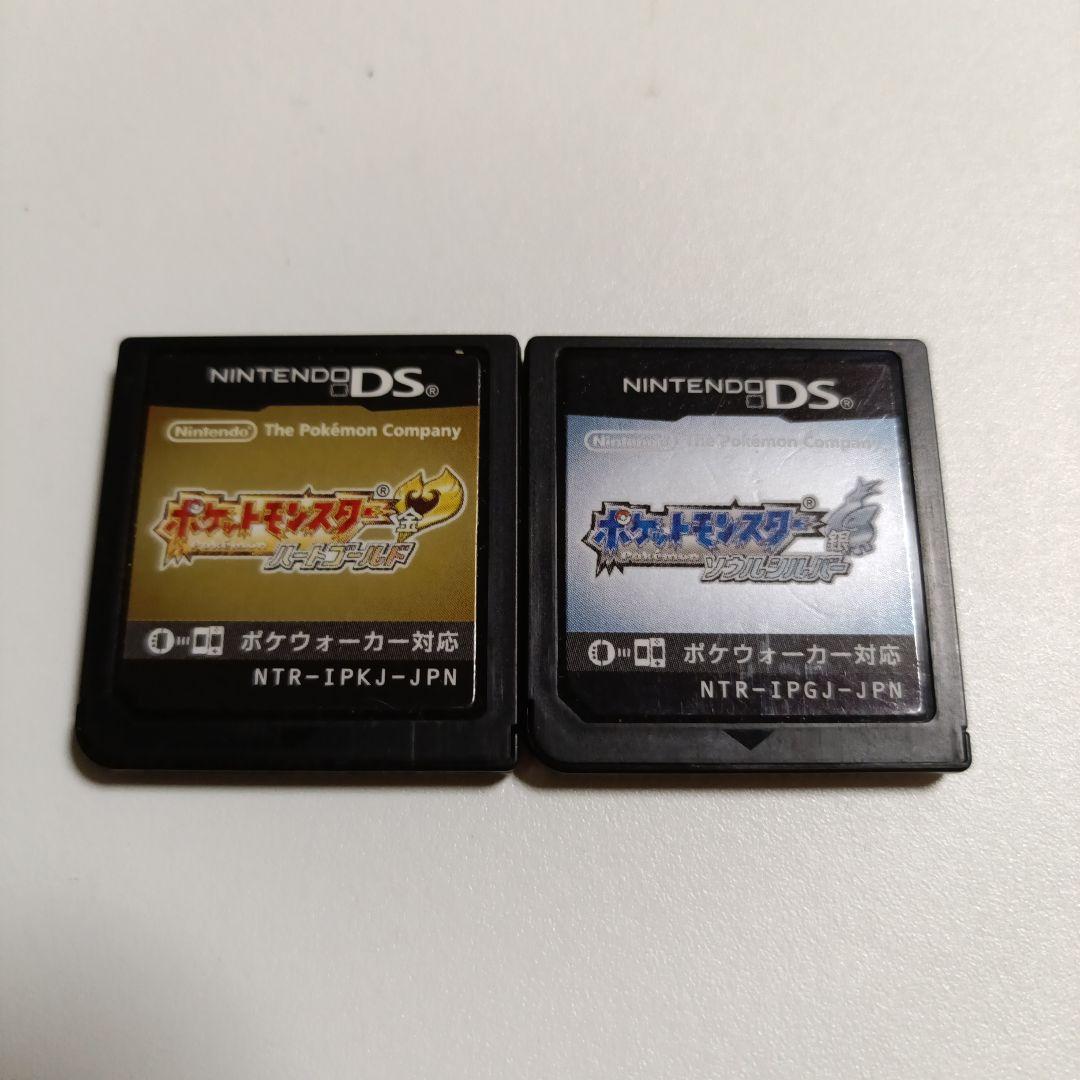 NINTENDO DS®
Nintendo® The Pokémon Company
ポケットモンスター®
金
ハートゴールド
ポケウォーカー対応
NTR-IPKJ-JPN
NINTENDO DS®
Nintendo The Pokémon Company
ポケットモンスター®
Pokémon
銀
ソウルシルバー
ポケウォーカー対応
NTR-IPGJ-JPN